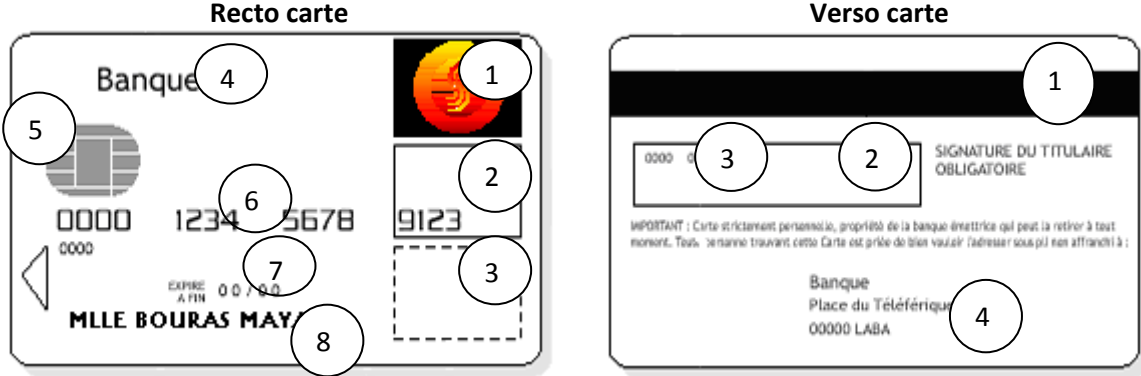 Recto carte
Banque 4
1
5
2
6
0000 1234 5678 9123
0000
3
7
EXPIRE A FIN 00/00
MLLE BOURAS MAY
8
Verso carte
1
0000 3 2
SIGNATURE DU TITULAIRE
OBLIGATOIRE
IMPORTANT : Carte strictement personnelle, propriété de la banque émettrice qui peut la retirer à tout
moment. Toute personne trouvant cette Carte est priée de bien vouloir l'adresser sous pli non affranchi à :
Banque
Place du Téléférique
4
00000 LABA